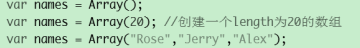 var names = Array();
var names = Array(20); //创建一个length为20的数组
var names = Array("Rose","Jerry","Alex");